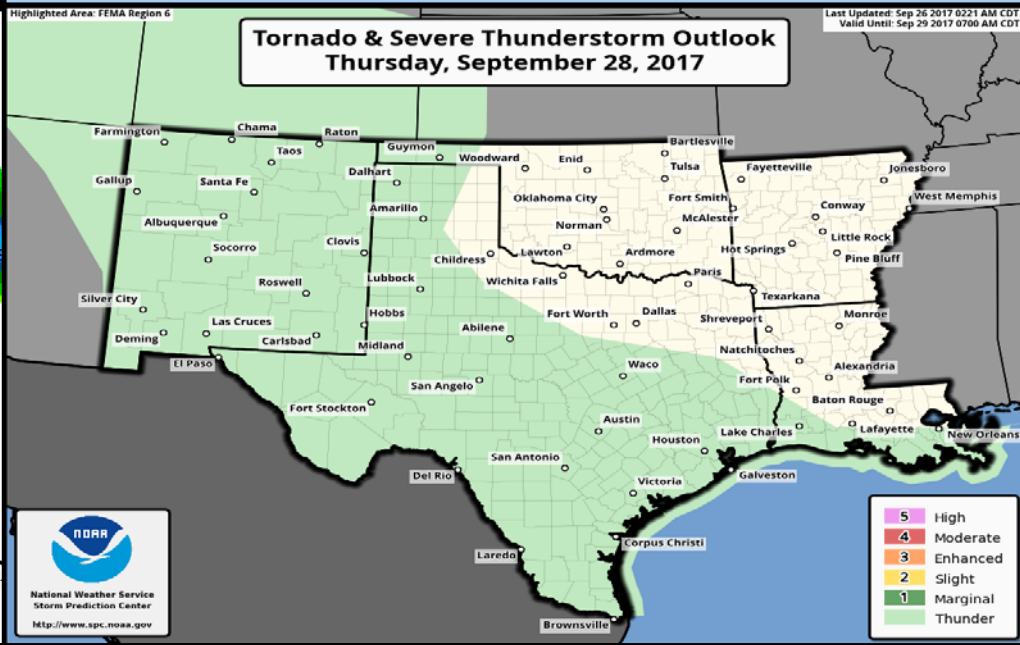 Highlighted Area: FEMA Region 6
Last Updated: Sep 26 2017 0221 AM CDT
Valid Until: Sep 29 2017 0700 AM CDT
Tornado & Severe Thunderstorm Outlook
Thursday, September 28, 2017
Farmington
Chama
Raton
Taos
Guymon
Woodward
Enid
Bartlesville
Tulsa
Fayetteville
Jonesboro
Gallup
Santa Fe
Dalhart
Albuquerque
Amarillo
Oklahoma City
Fort Smith
West Memphis
Conway
Norman
McAlester
Socorro
Clovis
Childress
Lawton
Ardmore
Hot Springs
Little Rock
Pine Bluff
Roswell
Lubbock
Wichita Falls
Paris
Texarkana
Silver City
Las Cruces
Hobbs
Fort Worth
Dallas
Shreveport
Monroe
Deming
Carlsbad
Midland
Abilene
Natchitoches
El Paso
San Angelo
Waco
Fort Polk
Alexandria
Fort Stockton
Baton Rouge
Austin
Houston
Lake Charles
Lafayette
New Orleans
San Antonio
Del Rio
Victoria
Galveston
Laredo
Corpus Christi
Brownsville
NOAA
National Weather Service
Storm Prediction Center
http://www.spc.noaa.gov
5 High
4 Moderate
3 Enhanced
2 Slight
1 Marginal
Thunder